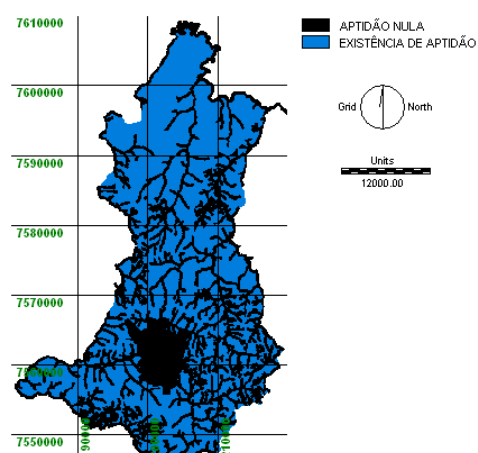 7610000
APTIDÃO NULA
EXISTÊNCIA DE APTIDÃO
7600000
Grid
North
7590000
Units
12000.00
7580000
7570000
7550000